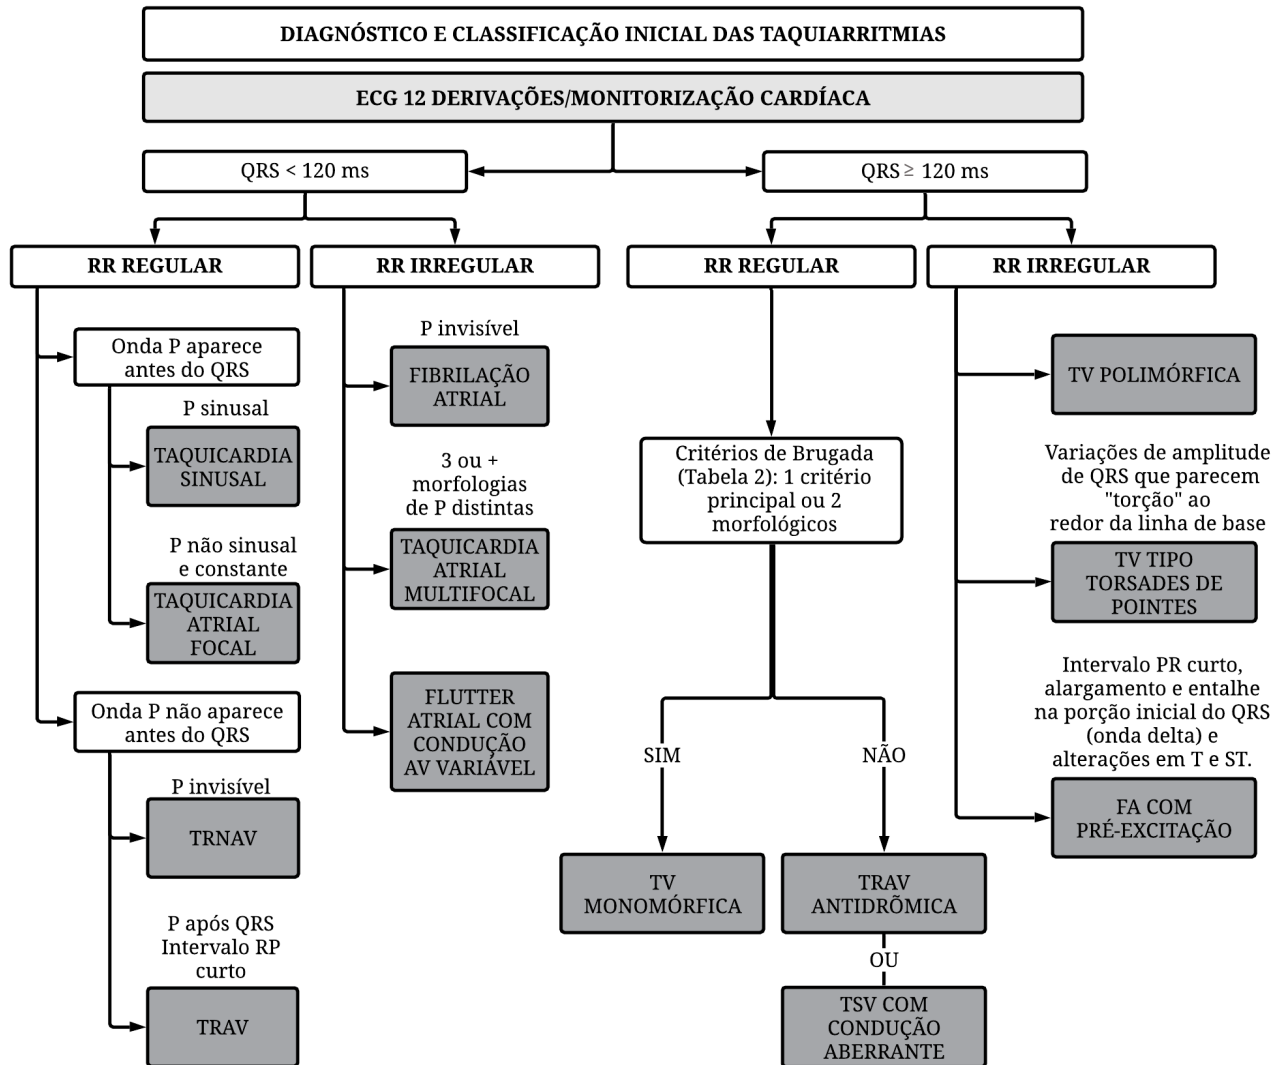 DIAGNÓSTICO E CLASSIFICAÇÃO INICIAL DAS TAQUIARRITMIAS
ECG 12 DERIVAÇÕES/MONITORIZAÇÃO CARDÍACA
QRS < 120 ms
QRS ≥ 120 ms
RR REGULAR
RR IRREGULAR
RR REGULAR
RR IRREGULAR
Onda P aparece
antes do QRS
P sinusal
TAQUICARDIA
SINUSAL
P não sinusal
e constante
TAQUICARDIA
ATRIAL
FOCAL
Onda P não aparece
antes do QRS
P invisível
TRNAV
P após QRS
Intervalo RP
curto
TRAV
P invisível
FIBRILAÇÃO
ATRIAL
3 ou +
morfologias
de P distintas
TAQUICARDIA
ATRIAL
MULTIFOCAL
FLUTTER
ATRIAL COM
CONDUÇÃO
AV VARIÁVEL
Critérios de Brugada
(Tabela 2): 1 critério
principal ou 2
morfológicos
SIM
NÃO
TV
MONOMÓRFICA
TRAV
ANTIDRÕMICA
OU
TSV COM
CONDUÇÃO
ABERRANTE
TV POLIMÓRFICA
Variações de amplitude
de QRS que parecem
"torção" ao
redor da linha de base
TV TIPO
TORSADES DE
POINTES
Intervalo PR curto,
alargamento e entalhe
na porção inicial do QRS
(onda delta) e
alterações em T e ST.
FA COM
PRÉ-EXCITAÇÃO